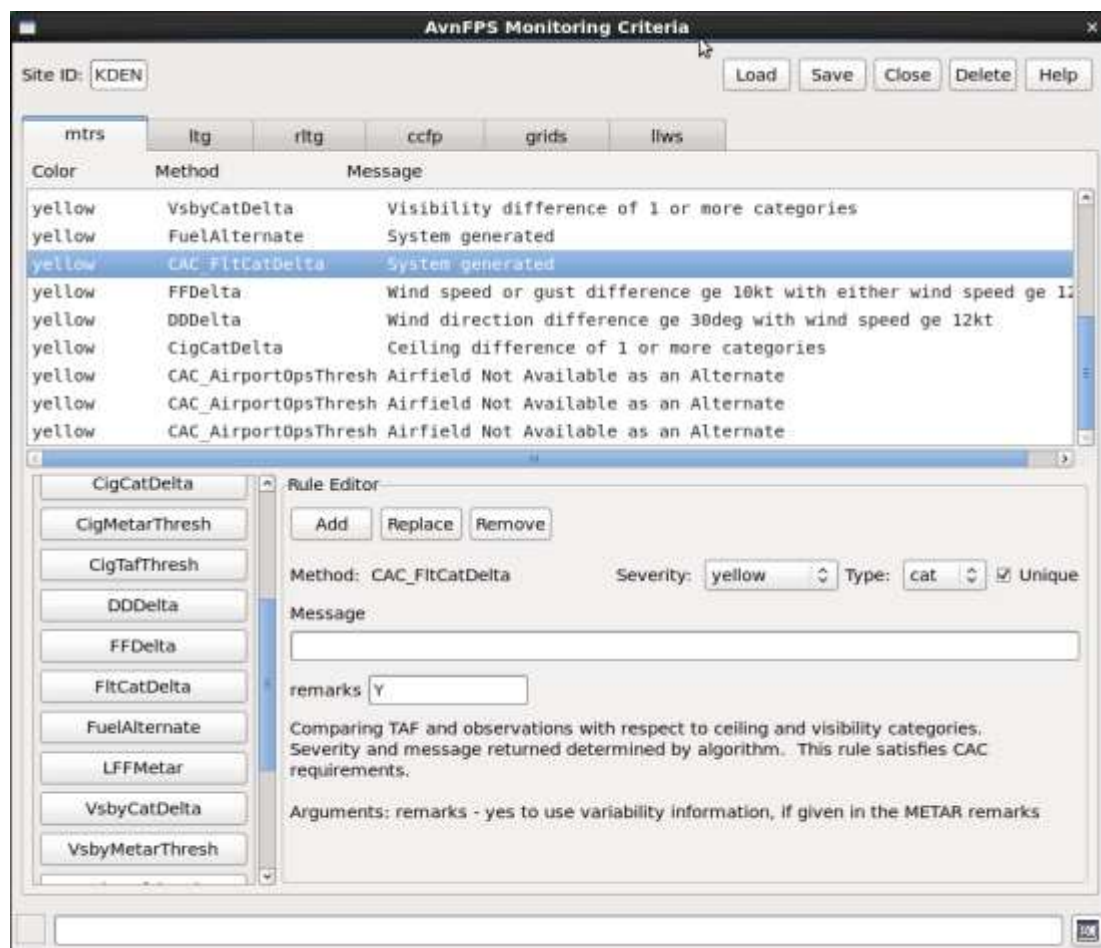 AvnFPS Monitoring Criteria
Site ID: KDEN Load Save Close Delete Help
mtrs ltg rltg ccfp grids llws
Color Method Message
yellow VsbyCatDelta Visibility difference of 1 or more categories
yellow FuelAlternate System generated
yellow CAC_FltCatDelta System generated
yellow FFDelta Wind speed or gust difference ge 10kt with either wind speed ge 12
yellow DDDelta Wind direction difference ge 30deg with wind speed ge 12kt
yellow CigCatDelta Ceiling difference of 1 or more categories
yellow CAC_AirportOpsThresh Airfield Not Available as an Alternate
yellow CAC_AirportOpsThresh Airfield Not Available as an Alternate
yellow CAC_AirportOpsThresh Airfield Not Available as an Alternate
CigCatDelta
CigMetarThresh
CigTafThresh
DDDelta
FFDelta
FltCatDelta
FuelAlternate
LFFMetar
VsbyCatDelta
VsbyMetarThresh
Rule Editor
Add Replace Remove
Method: CAC_FltCatDelta Severity: yellow Type: cat Unique
Message
remarks Y
Comparing TAF and observations with respect to ceiling and visibility categories.
Severity and message returned determined by algorithm. This rule satisfies CAC
requirements.
Arguments: remarks - yes to use variability information, if given in the METAR remarks